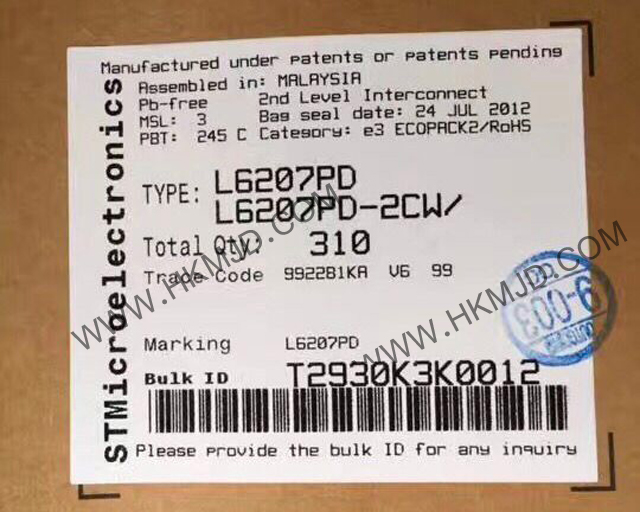 Manufactured under patents or patents pending
Assembled in: MALAYSIA
Pb-free 2nd Level Interconnect
MSL: 3 Bag seal date: 24 JUL 2012
PBT: 245 C Category: e3 ECOPACK2/RoHS
STMicroelectronics
TYPE: L6207PD
L6207PD-2CW/
Total Qty: 310
Trade Code 992281KA V6 99
Marking L6207PD
Bulk ID T2930K3K0012
Please provide the bulk ID for any inquiry
WWW.HKMJD.COM
WWW.HKMJD.COM
9-003